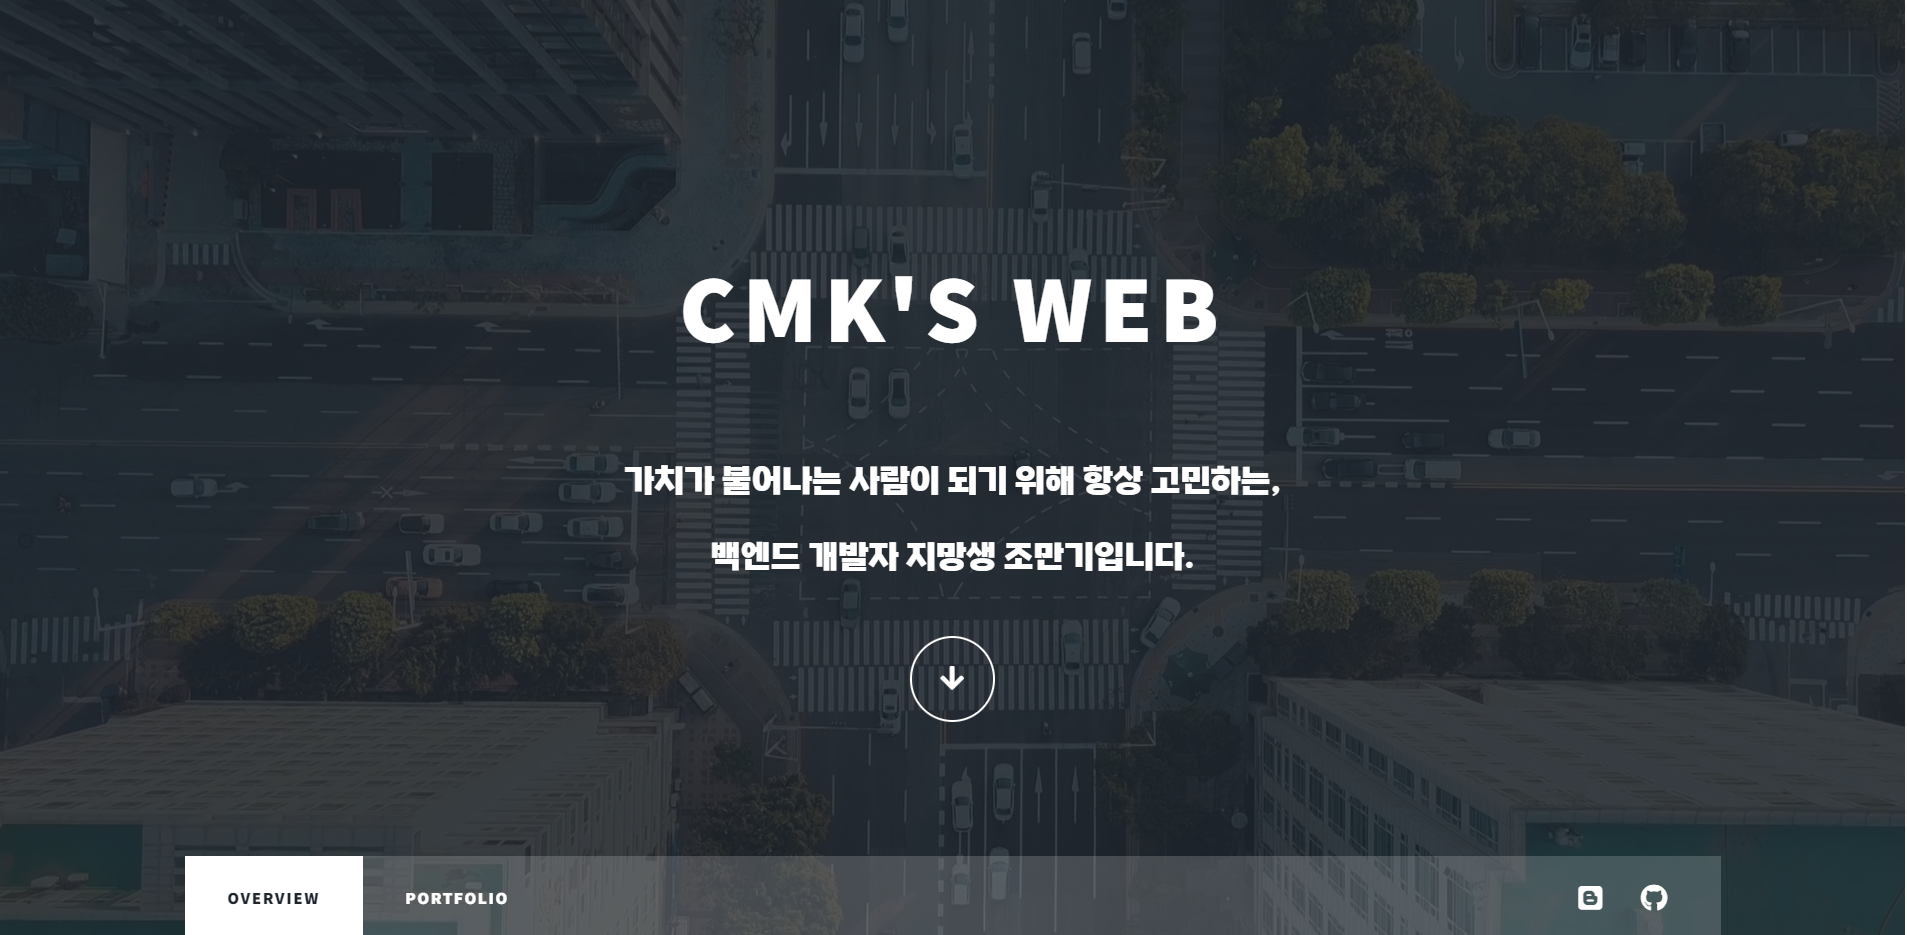 CMK'S WEB
가치가 불어나는 사람이 되기 위해 항상 고민하는,
백엔드 개발자 지망생 조만기입니다.
OVERVIEW
PORTFOLIO